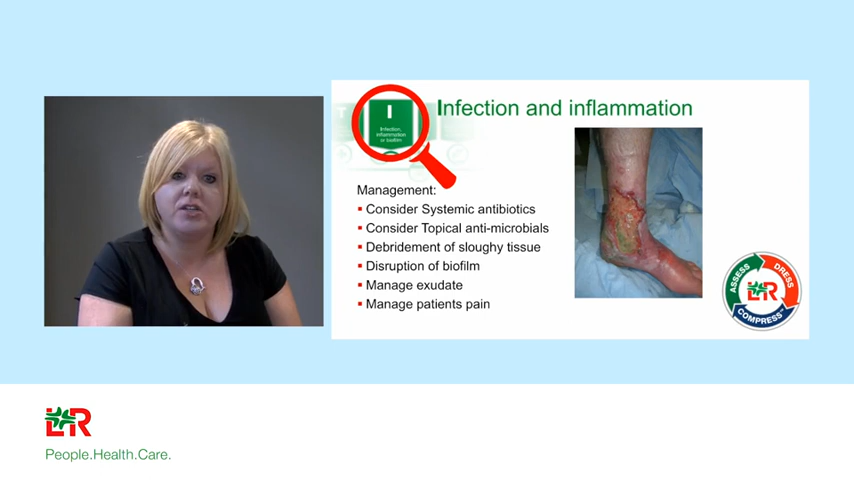 Infection and inflammation
T
I
Infection,
inflammation
or biofilm
Management:
Consider Systemic antibiotics
Consider Topical anti-microbials
Debridement of sloughy tissue
Disruption of biofilm
Manage exudate
Manage patients pain
ASSESS
DRESS
COMPRESS™
L&R
L&R
People.Health.Care.